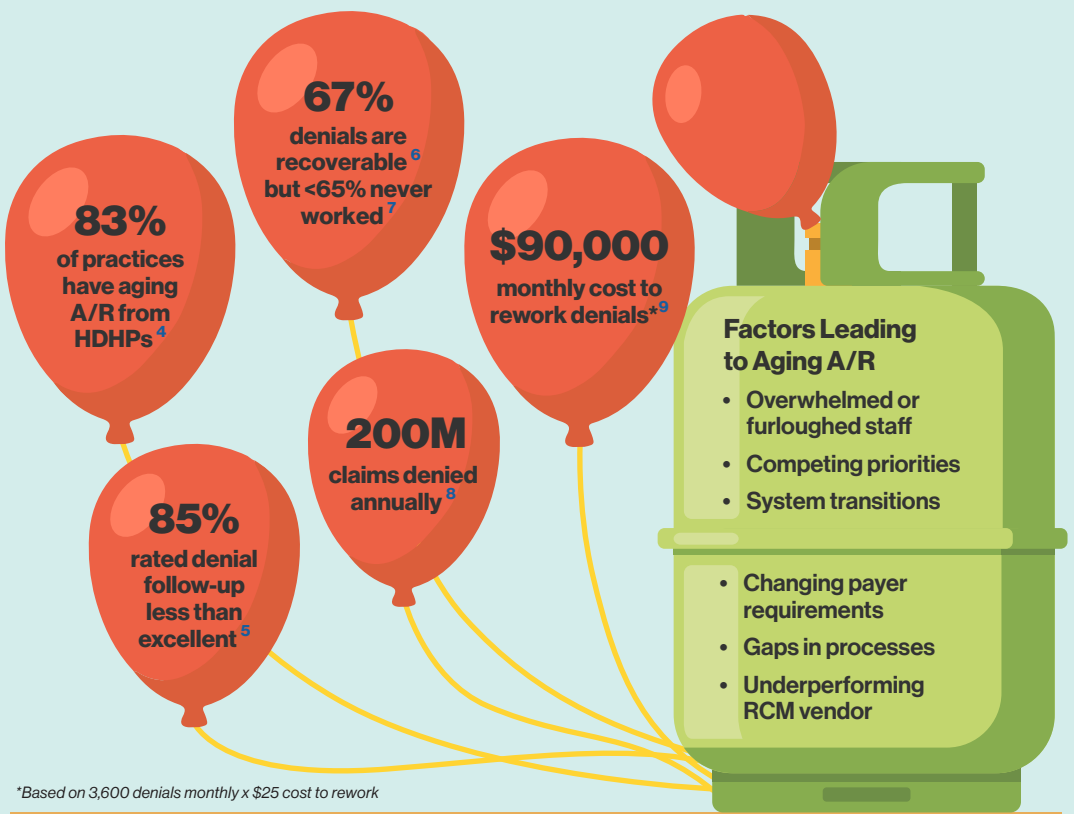 83%
of practices
have aging
A/R from
HDHPs 4
67%
denials are
recoverable 6
but <65% never
worked 7
$90,000
monthly cost to
rework denials*9
85%
rated denial
follow-up
less than
excellent 5
200M
claims denied
annually 8
Factors Leading
to Aging A/R
• Overwhelmed or
furloughed staff
• Competing priorities
• System transitions
• Changing payer
requirements
• Gaps in processes
• Underperforming
RCM vendor
*Based on 3,600 denials monthly x $25 cost to rework